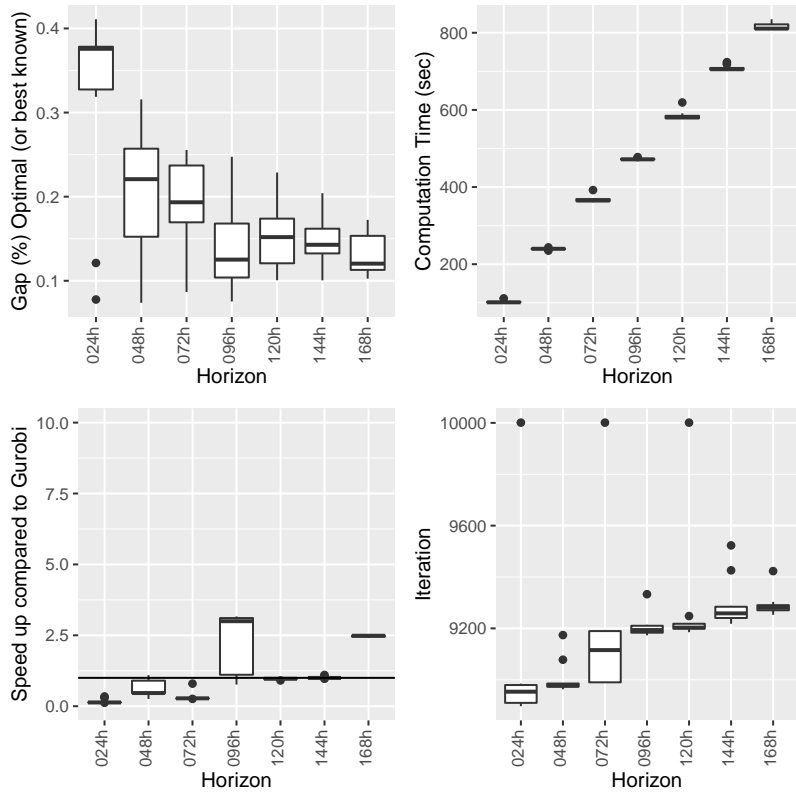 Gap (%) Optimal (or best known)
0.4
0.3
0.2
0.1
024h
048h
072h
096h
120h
144h
168h
Horizon
Computation Time (sec)
800
600
400
200
024h
048h
072h
096h
120h
144h
168h
Horizon
Speed up compared to Gurobi
10.0
7.5
5.0
2.5
0.0
024h
048h
072h
096h
120h
144h
168h
Horizon
Iteration
10000
9600
9200
024h
048h
072h
096h
120h
144h
168h
Horizon